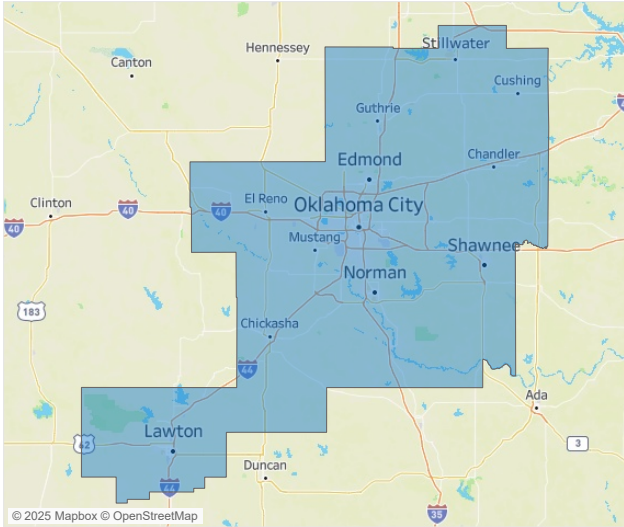 Stillwater
Hennessey
Canton
Cushing
Guthrie
Edmond
Chandler
Clinton
El Reno
Oklahoma City
40
40
40
Mustang
Shawnee
Norman
183
Chickasha
44
Ada
Lawton
62
3
Duncan
44
35
© 2025 Mapbox © OpenStreetMap